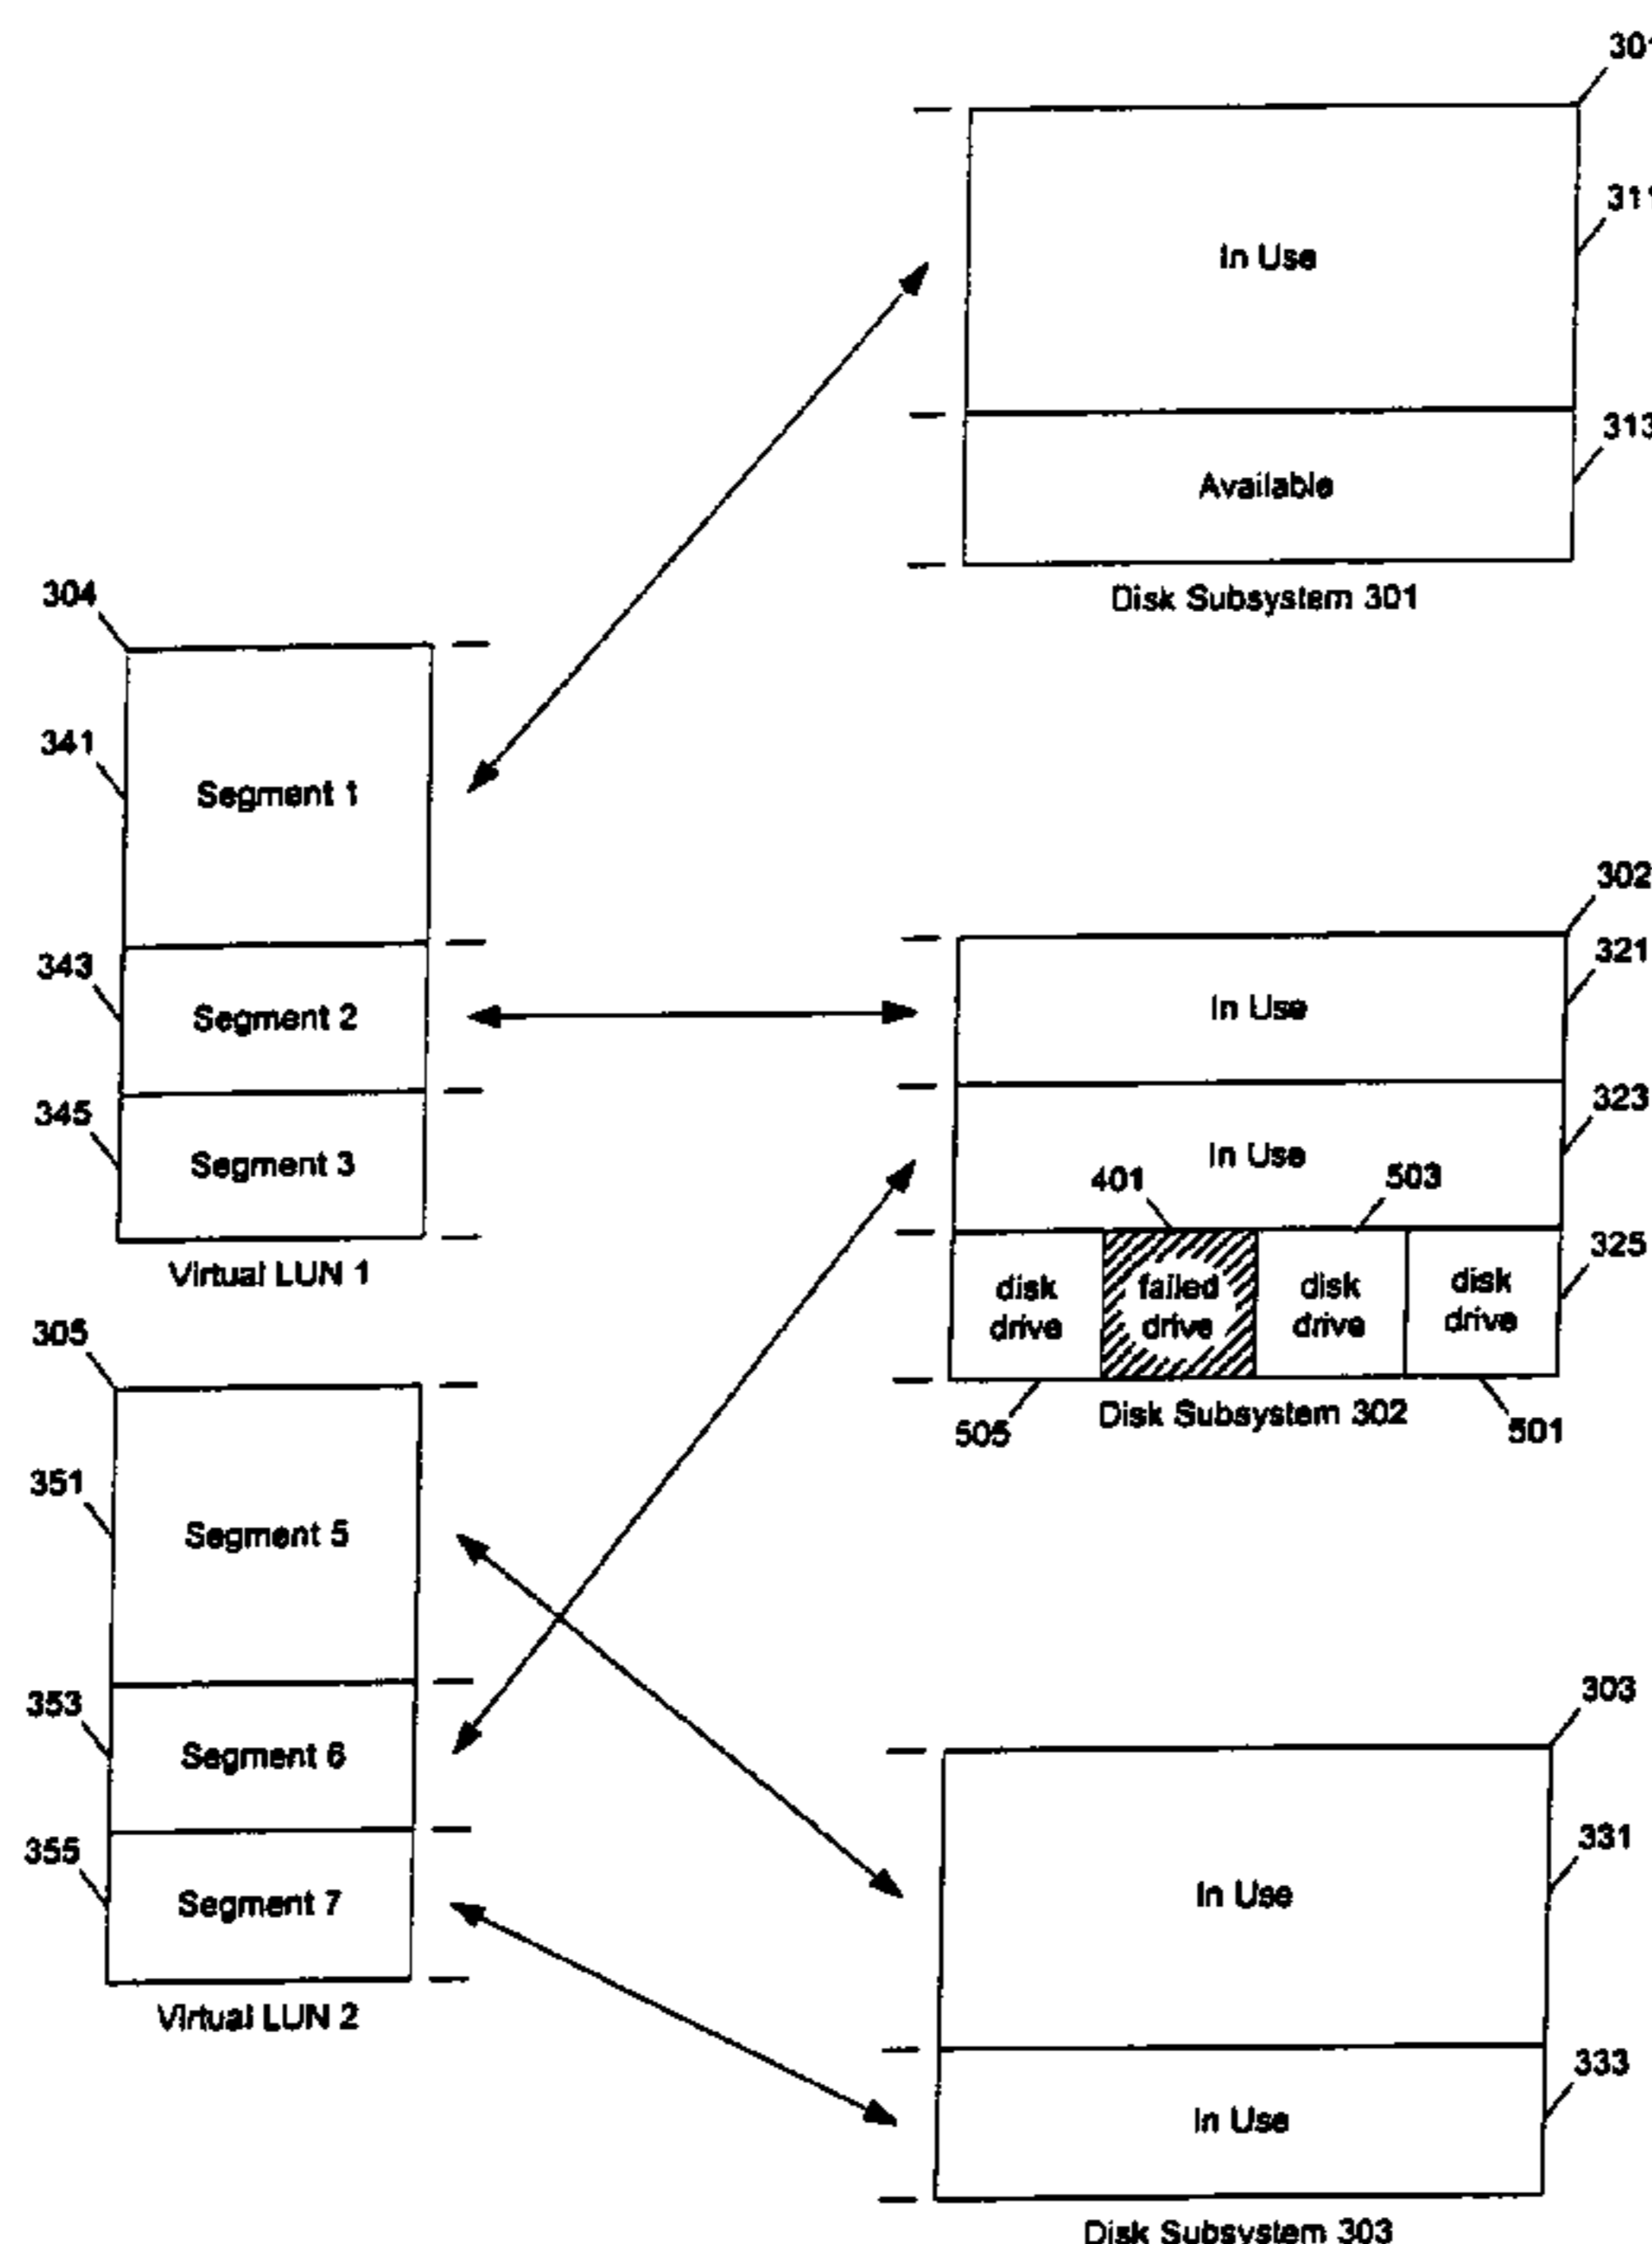 301
311
In Use
313
Available
Disk Subsystem 301
304
341
Segment 1
343
Segment 2
345
Segment 3
Virtual LUN 1
302
321
In Use
323
In Use
401
503
325
disk drive
failed drive
disk drive
disk drive
505
Disk Subsystem 302
501
305
351
Segment 5
353
Segment 6
355
Segment 7
Virtual LUN 2
303
331
In Use
333
In Use
Disk Subsystem 303